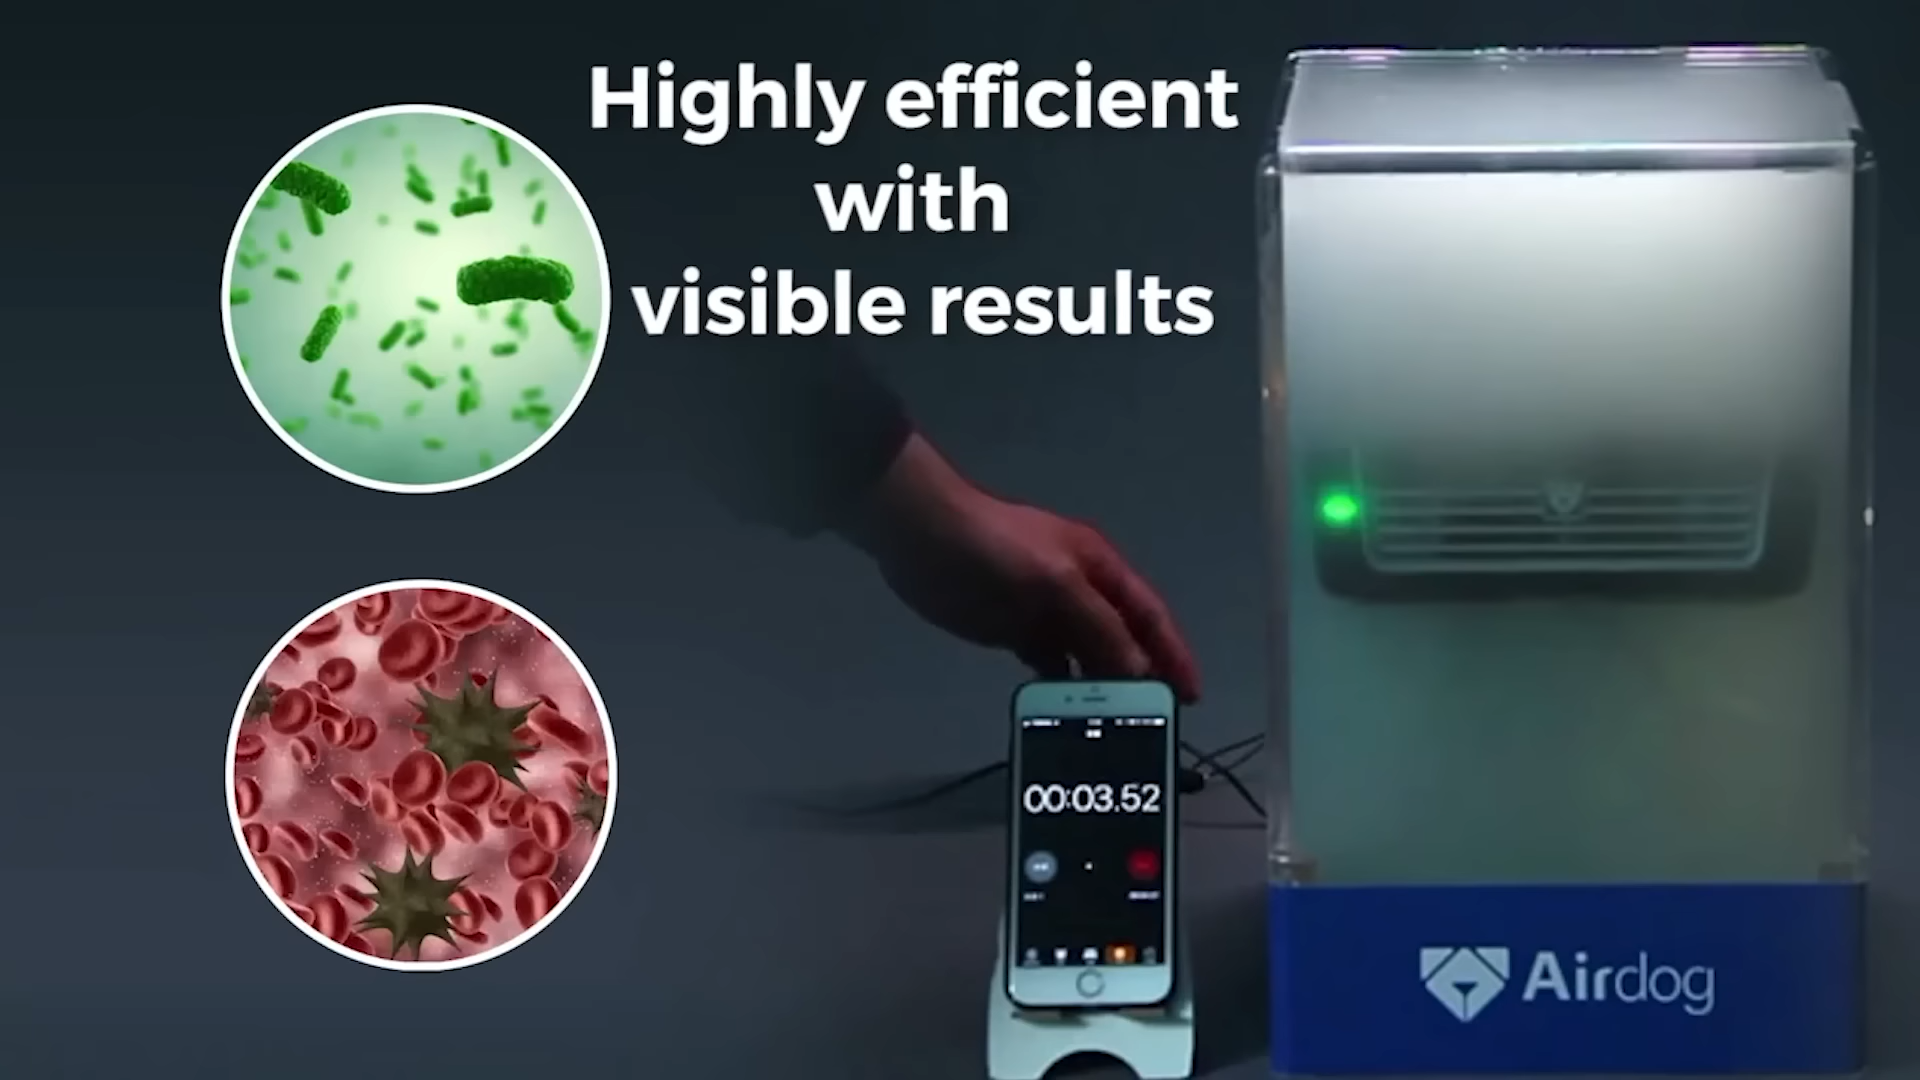 Highly efficient
with
visible results
00:03.52
Airdog